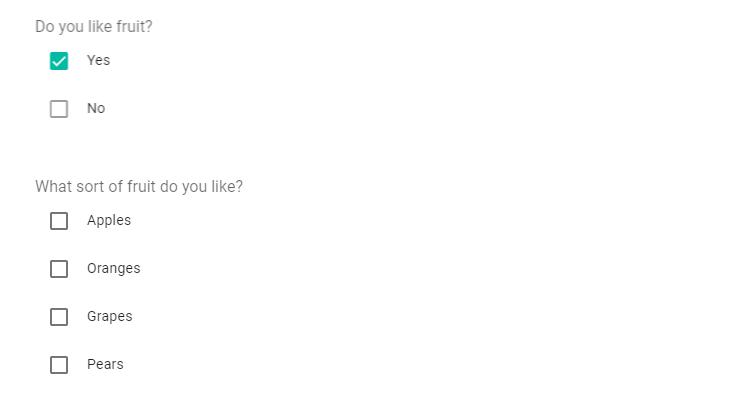 Do you like fruit?
Yes
No
What sort of fruit do you like?
Apples
Oranges
Grapes
Pears